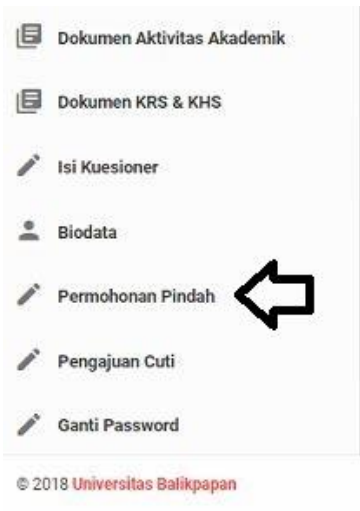 Dokumen Aktivitas Akademik
Dokumen KRS & KHS
Isi Kuesioner
Biodata
Permohonan Pindah
Pengajuan Cuti
Ganti Password
© 2018 Universitas Balikpapan